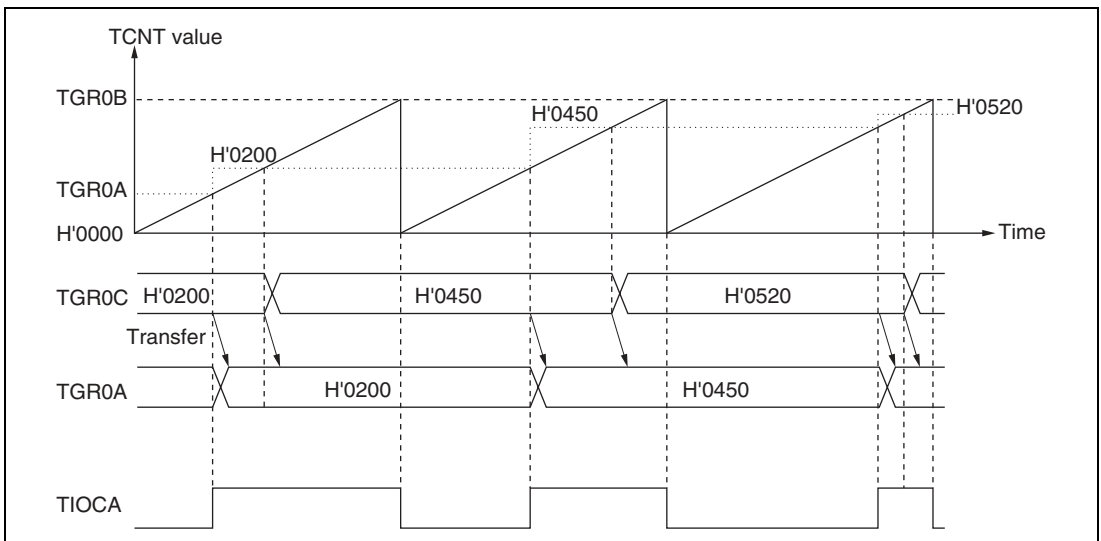 TCNT value
TGR0B
H'0520
H'0450
H'0200
TGR0A
H'0000
Time
TGR0C
H'0200
H'0450
H'0520
Transfer
TGR0A
H'0200
H'0450
TIOCA